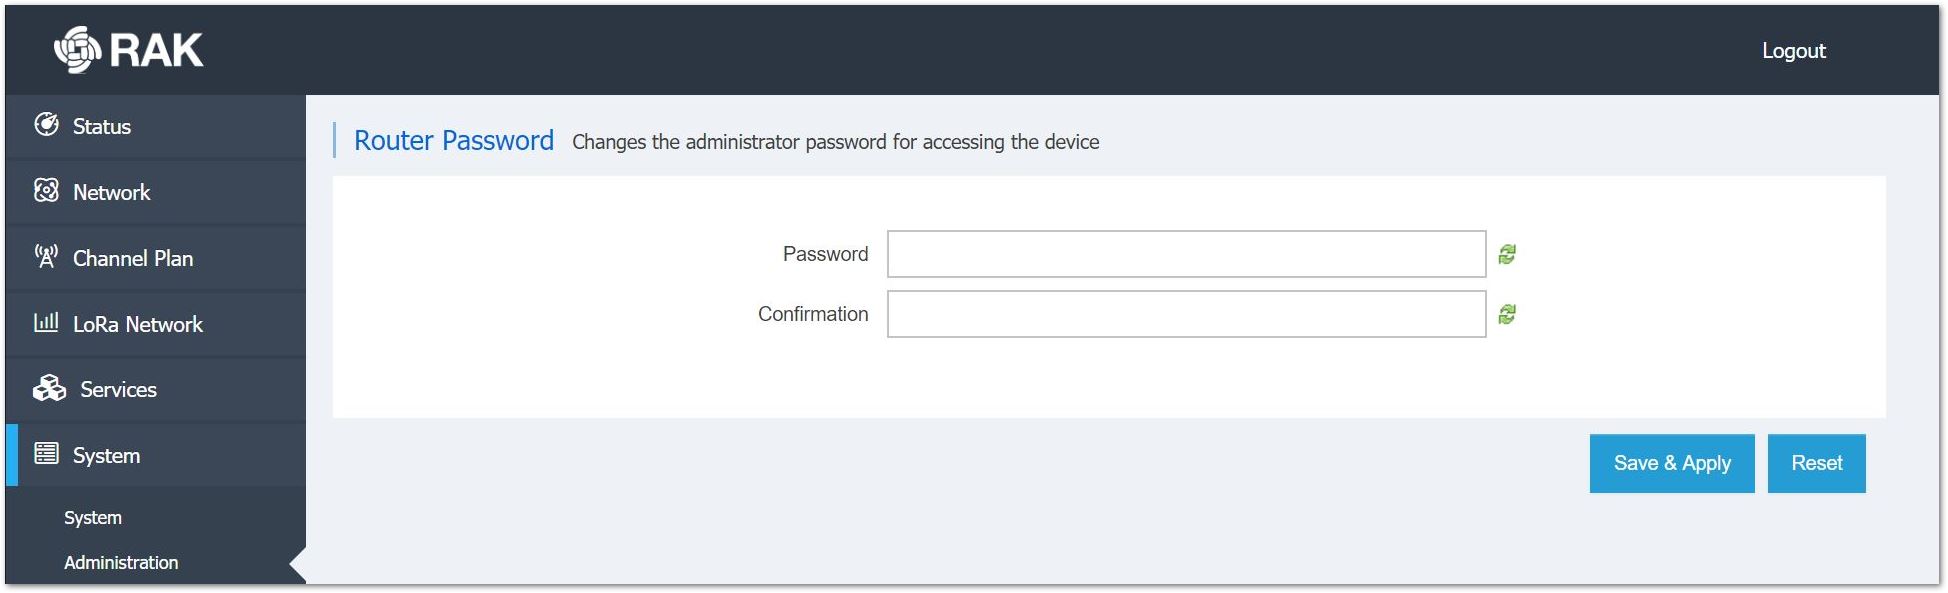 RAK
Logout
Status
Network
Channel Plan
LoRa Network
Services
System
System
Administration
Router Password Changes the administrator password for accessing the device
Password
Confirmation
Save & Apply Reset